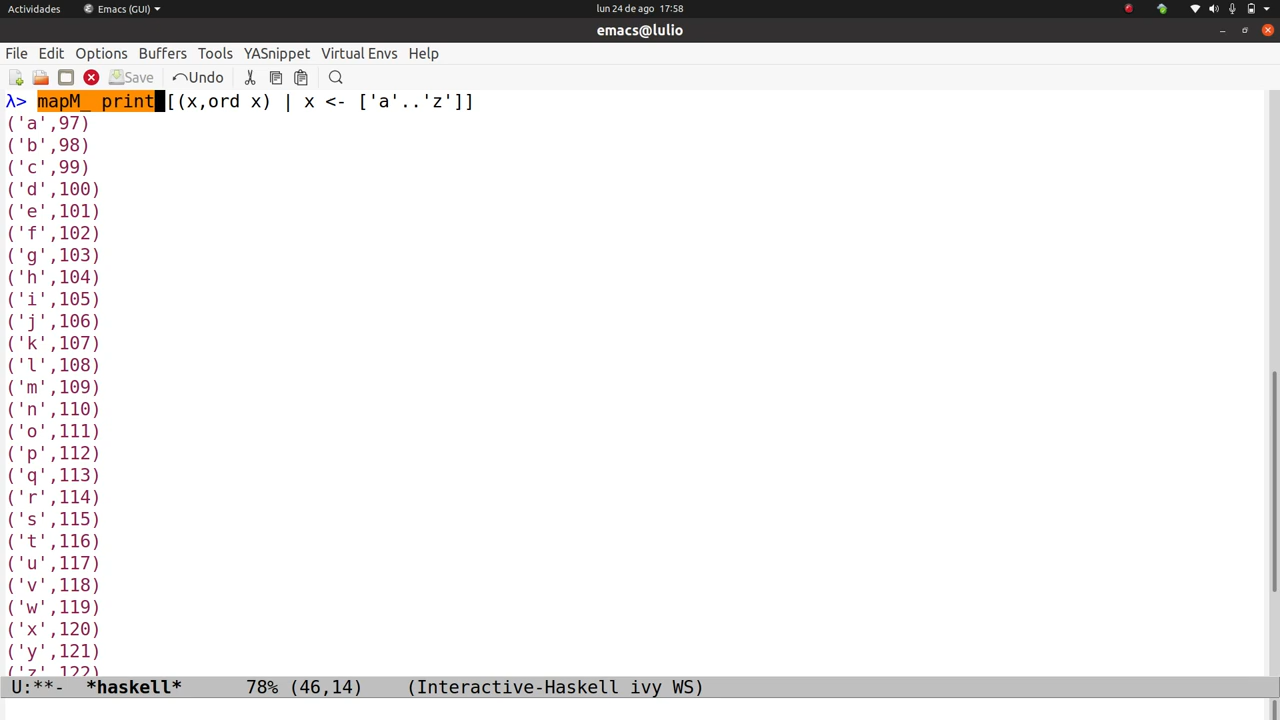 Actividades Emacs (GUI) lun 24 de ago 17:58
emacs@lulio
File Edit Options Buffers Tools YASnippet Virtual Envs Help
Save Undo
λ> mapM_ print [(x,ord x) | x <- ['a'..'z']]
('a',97)
('b',98)
('c',99)
('d',100)
('e',101)
('f',102)
('g',103)
('h',104)
('i',105)
('j',106)
('k',107)
('l',108)
('m',109)
('n',110)
('o',111)
('p',112)
('q',113)
('r',114)
('s',115)
('t',116)
('u',117)
('v',118)
('w',119)
('x',120)
('y',121)
('z',122)
U:**- *haskell* 78% (46,14) (Interactive-Haskell ivy WS)